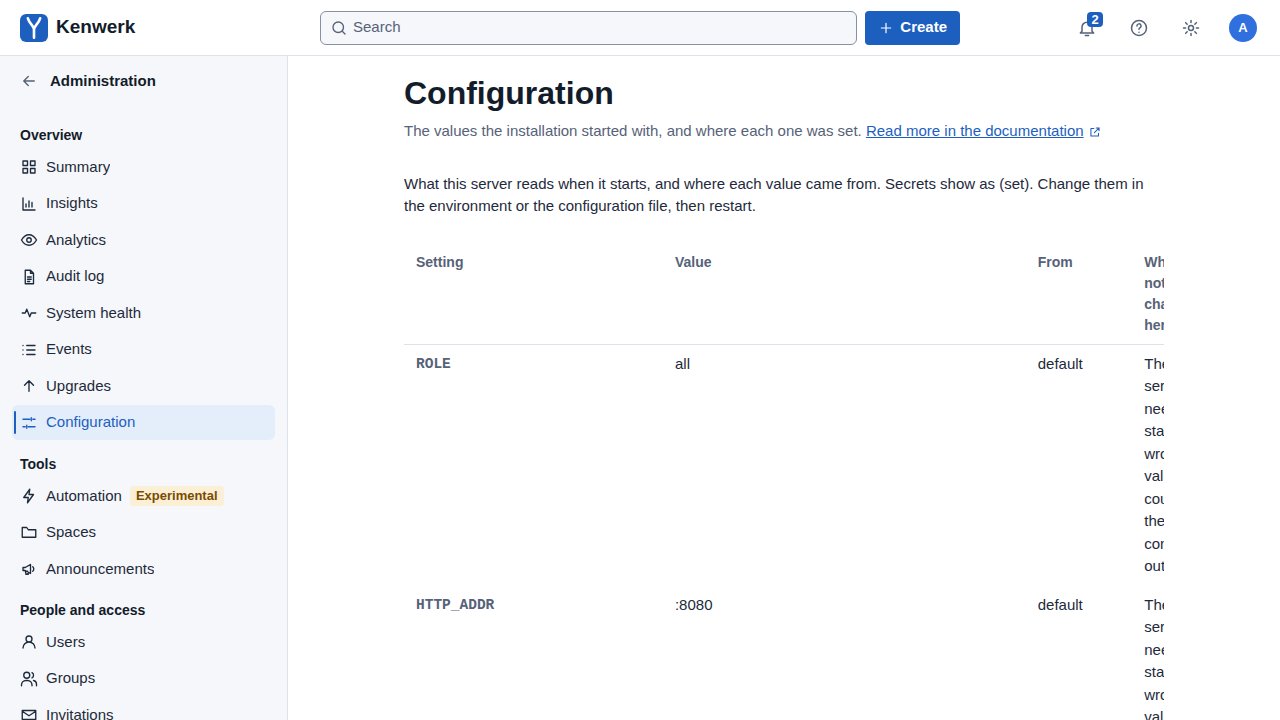 Kenwerk
Search
Create
2
A
Administration
Overview
Summary
Insights
Analytics
Audit log
System health
Events
Upgrades
Configuration
Tools
Automation Experimental
Spaces
Announcements
People and access
Users
Groups
Invitations
Configuration
The values the installation started with, and where each one was set. Read more in the documentation
What this server reads when it starts, and where each value came from. Secrets show as (set). Change them in
the environment or the configuration file, then restart.
Setting Value From
ROLE all default
HTTP_ADDR :8080 default